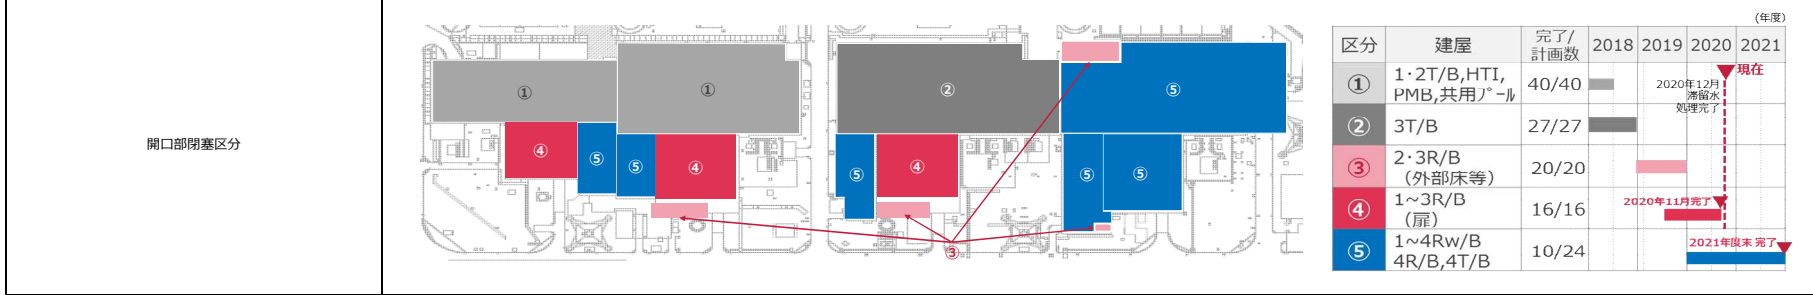 開口部閉塞区分
①
①
④
⑤
⑤
④
②
⑤
④
⑤
⑤
⑤
③
(年度)
区分 建屋 完了/計画数 2018 2019 2020 2021
① 1・2T/B,HTI, PMB,共用プール 40/40
② 3T/B 27/27
③ 2・3R/B (外部床等) 20/20
④ 1~3R/B (扉) 16/16
⑤ 1~4Rw/B 4R/B,4T/B 10/24
現在
2020年12月
滞留水
処理完了
2020年11月完了
2021年度末 完了